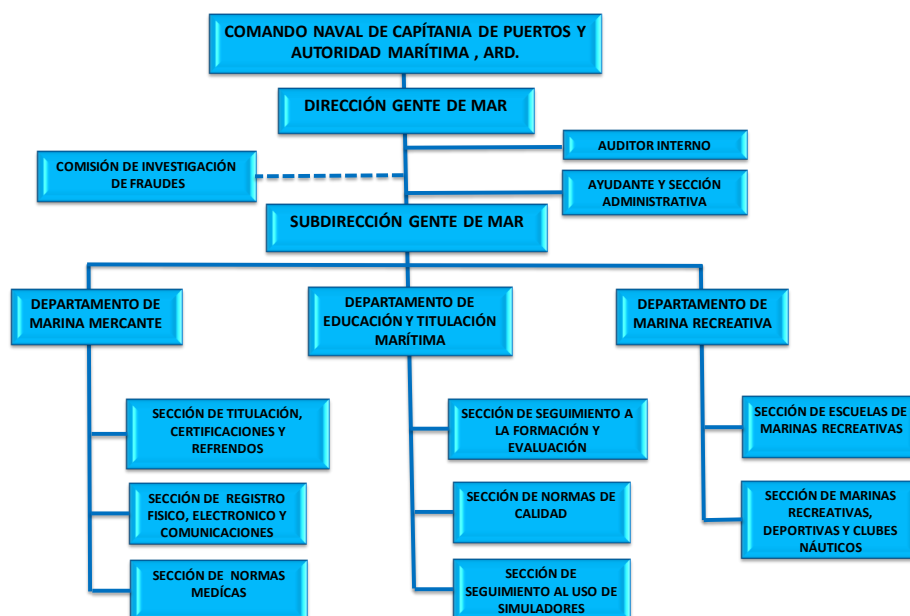 COMANDO NAVAL DE CAPÍTANIA DE PUERTOS Y
AUTORIDAD MARÍTIMA , ARD.
DIRECCIÓN GENTE DE MAR
AUDITOR INTERNO
COMISIÓN DE INVESTIGACIÓN
DE FRAUDES
AYUDANTE Y SECCIÓN
ADMINISTRATIVA
SUBDIRECCIÓN GENTE DE MAR
DEPARTAMENTO DE
MARINA MERCANTE
DEPARTAMENTO DE
EDUCACIÓN Y TITULACIÓN
MARÍTIMA
DEPARTAMENTO DE
MARINA RECREATIVA
SECCIÓN DE TITULACIÓN,
CERTIFICACIONES Y
REFRENDOS
SECCIÓN DE REGISTRO
FISICO, ELECTRONICO Y
COMUNICACIONES
SECCIÓN DE NORMAS
MEDÍCAS
SECCIÓN DE SEGUIMIENTO A
LA FORMACIÓN Y
EVALUACIÓN
SECCIÓN DE NORMAS DE
CALIDAD
SECCIÓN DE
SEGUIMIENTO AL USO DE
SIMULADORES
SECCIÓN DE ESCUELAS DE
MARINAS RECREATIVAS
SECCIÓN DE MARINAS
RECREATIVAS,
DEPORTIVAS Y CLUBES
NÁUTICOS